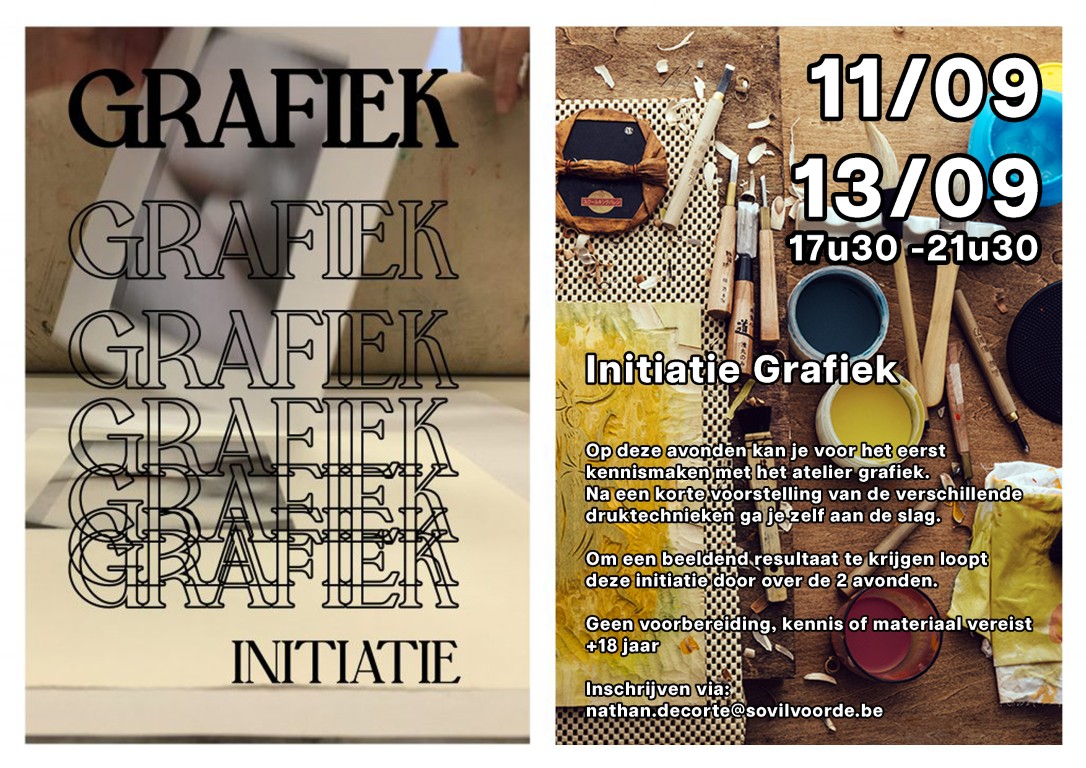 GRAFIEK
GRAFIEK
GRAFIEK
GRAFIEK
GRAFIEK
GRAFIEK
GRAFIEK
INITIATIE
11/09
13/09
17u30 -21u30
Initiatie Grafiek
Op deze avonden kan je voor het eerst
kennismaken met het atelier grafiek.
Na een korte voorstelling van de verschillende
druktechnieken ga je zelf aan de slag.
Om een beeldend resultaat te krijgen loopt
deze initiatie door over de 2 avonden.
Geen voorbereiding, kennis of materiaal vereist
+18 jaar
Inschrijven via:
nathan.decorte@sovilvoorde.be